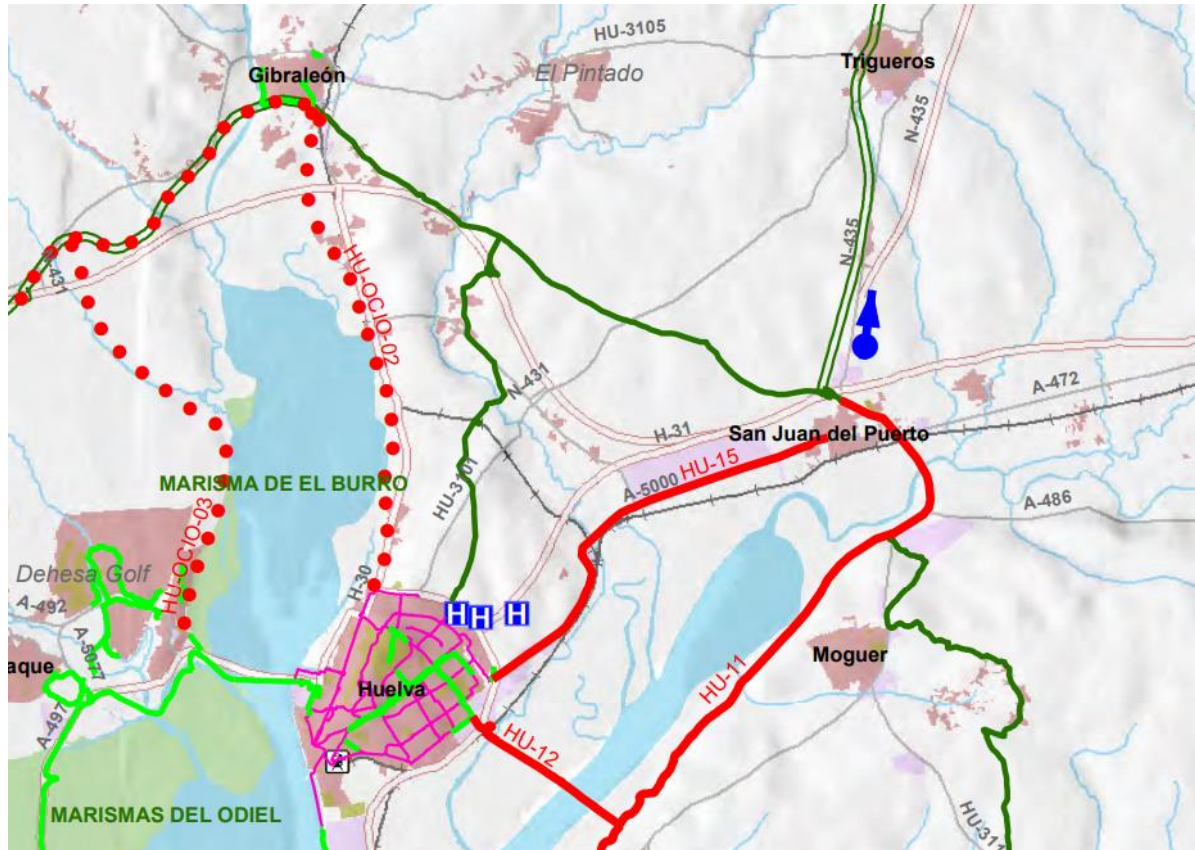 HU-3105
Trigueros
Gibraleón
El Pintado
N-435
N-435
N-431
HU-OCIO-02
A-472
N-431
H-31
San Juan del Puerto
HU-15
A-5000
HU-3101
MARISMA DE EL BURRO
A-486
HU-OCIO-03
Dehesa Golf
H-30
A-492
H
H
H
A-5077
aque
Moguer
Huelva
HU-11
A-497
HU-12
MARISMAS DEL ODIEL
HU-311